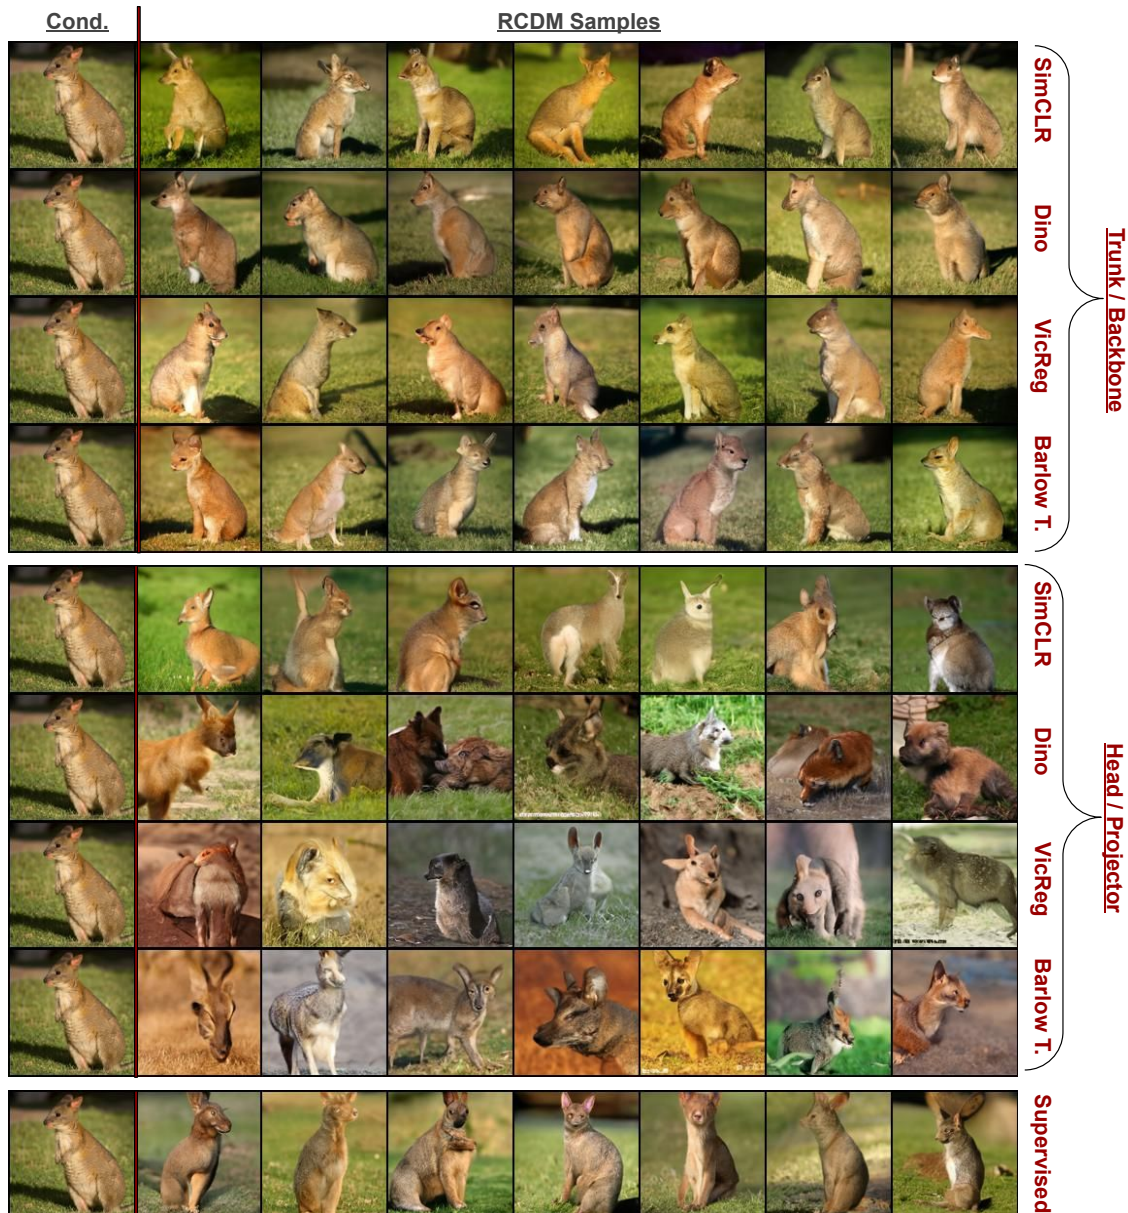 Cond.
RCDM Samples
SimCLR
Dino
VicReg
Barlow T.
Trunk / Backbone
SimCLR
Dino
VicReg
Barlow T.
Head / Projector
Supervised